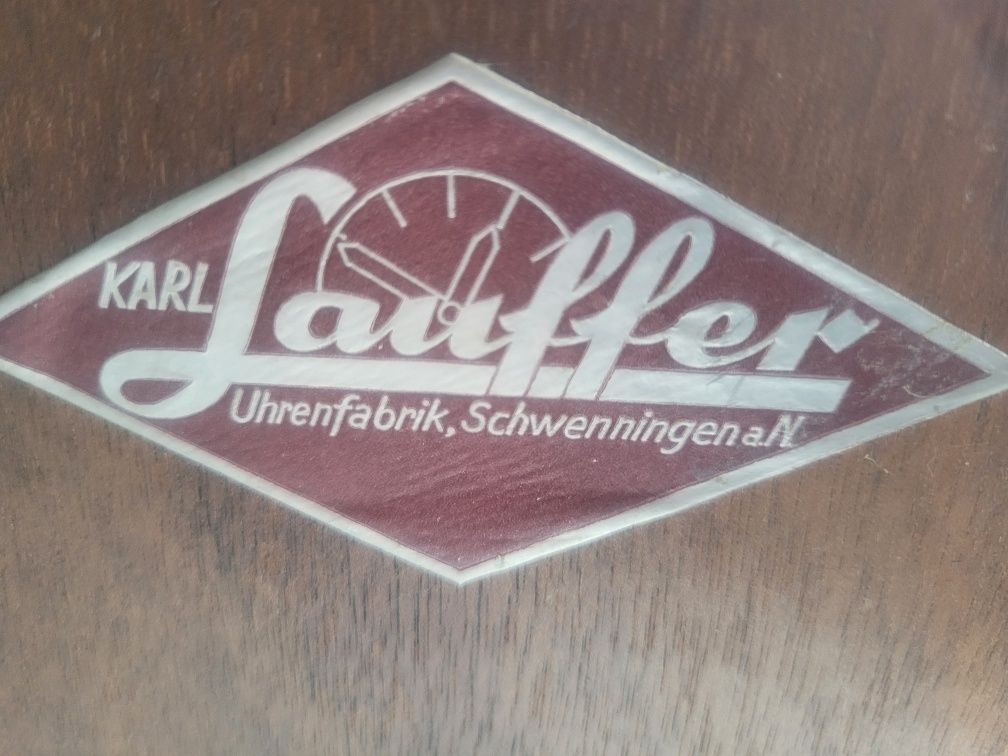 KARL Lauffer
Uhrenfabrik, Schwenningen a.N